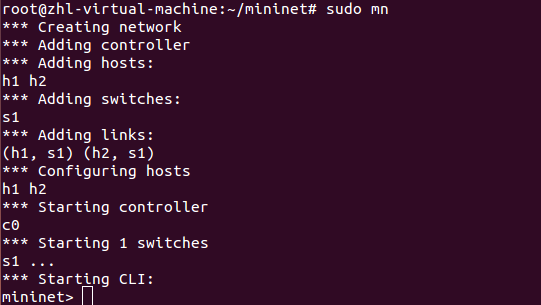 root@zhl-virtual-machine:~/mininet# sudo mn
*** Creating network
*** Adding controller
*** Adding hosts:
h1 h2
*** Adding switches:
s1
*** Adding links:
(h1, s1) (h2, s1)
*** Configuring hosts
h1 h2
*** Starting controller
c0
*** Starting 1 switches
s1 ...
*** Starting CLI:
mininet>